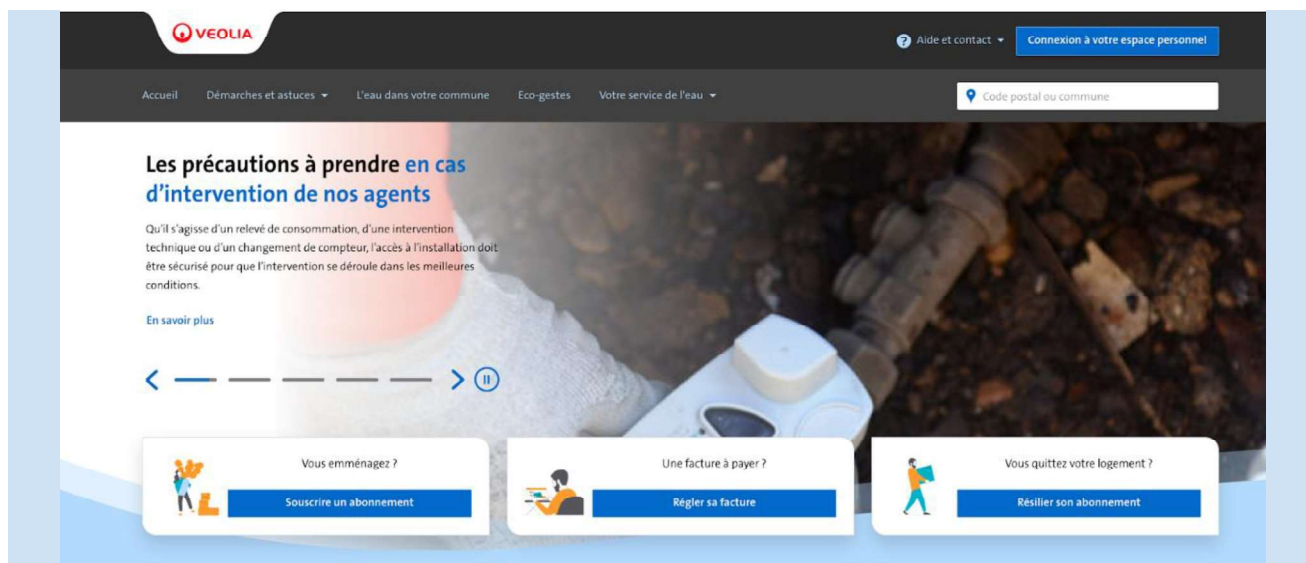 VEOLIA
? Aide et contact
Connexion à votre espace personnel
Accueil
Démarches et astuces
L'eau dans votre commune
Eco-gestes
Votre service de l'eau
Code postal ou commune
Les précautions à prendre en cas
d'intervention de nos agents
Qu'il s'agisse d'un relevé de consommation, d'une intervention
technique ou d'un changement de compteur, l'accès à l'installation doit
être sécurisé pour que l'intervention se déroule dans les meilleures
conditions.
En savoir plus
Vous emménagez ?
Souscrire un abonnement
Une facture à payer ?
Régler sa facture
Vous quittez votre logement ?
Résilier son abonnement